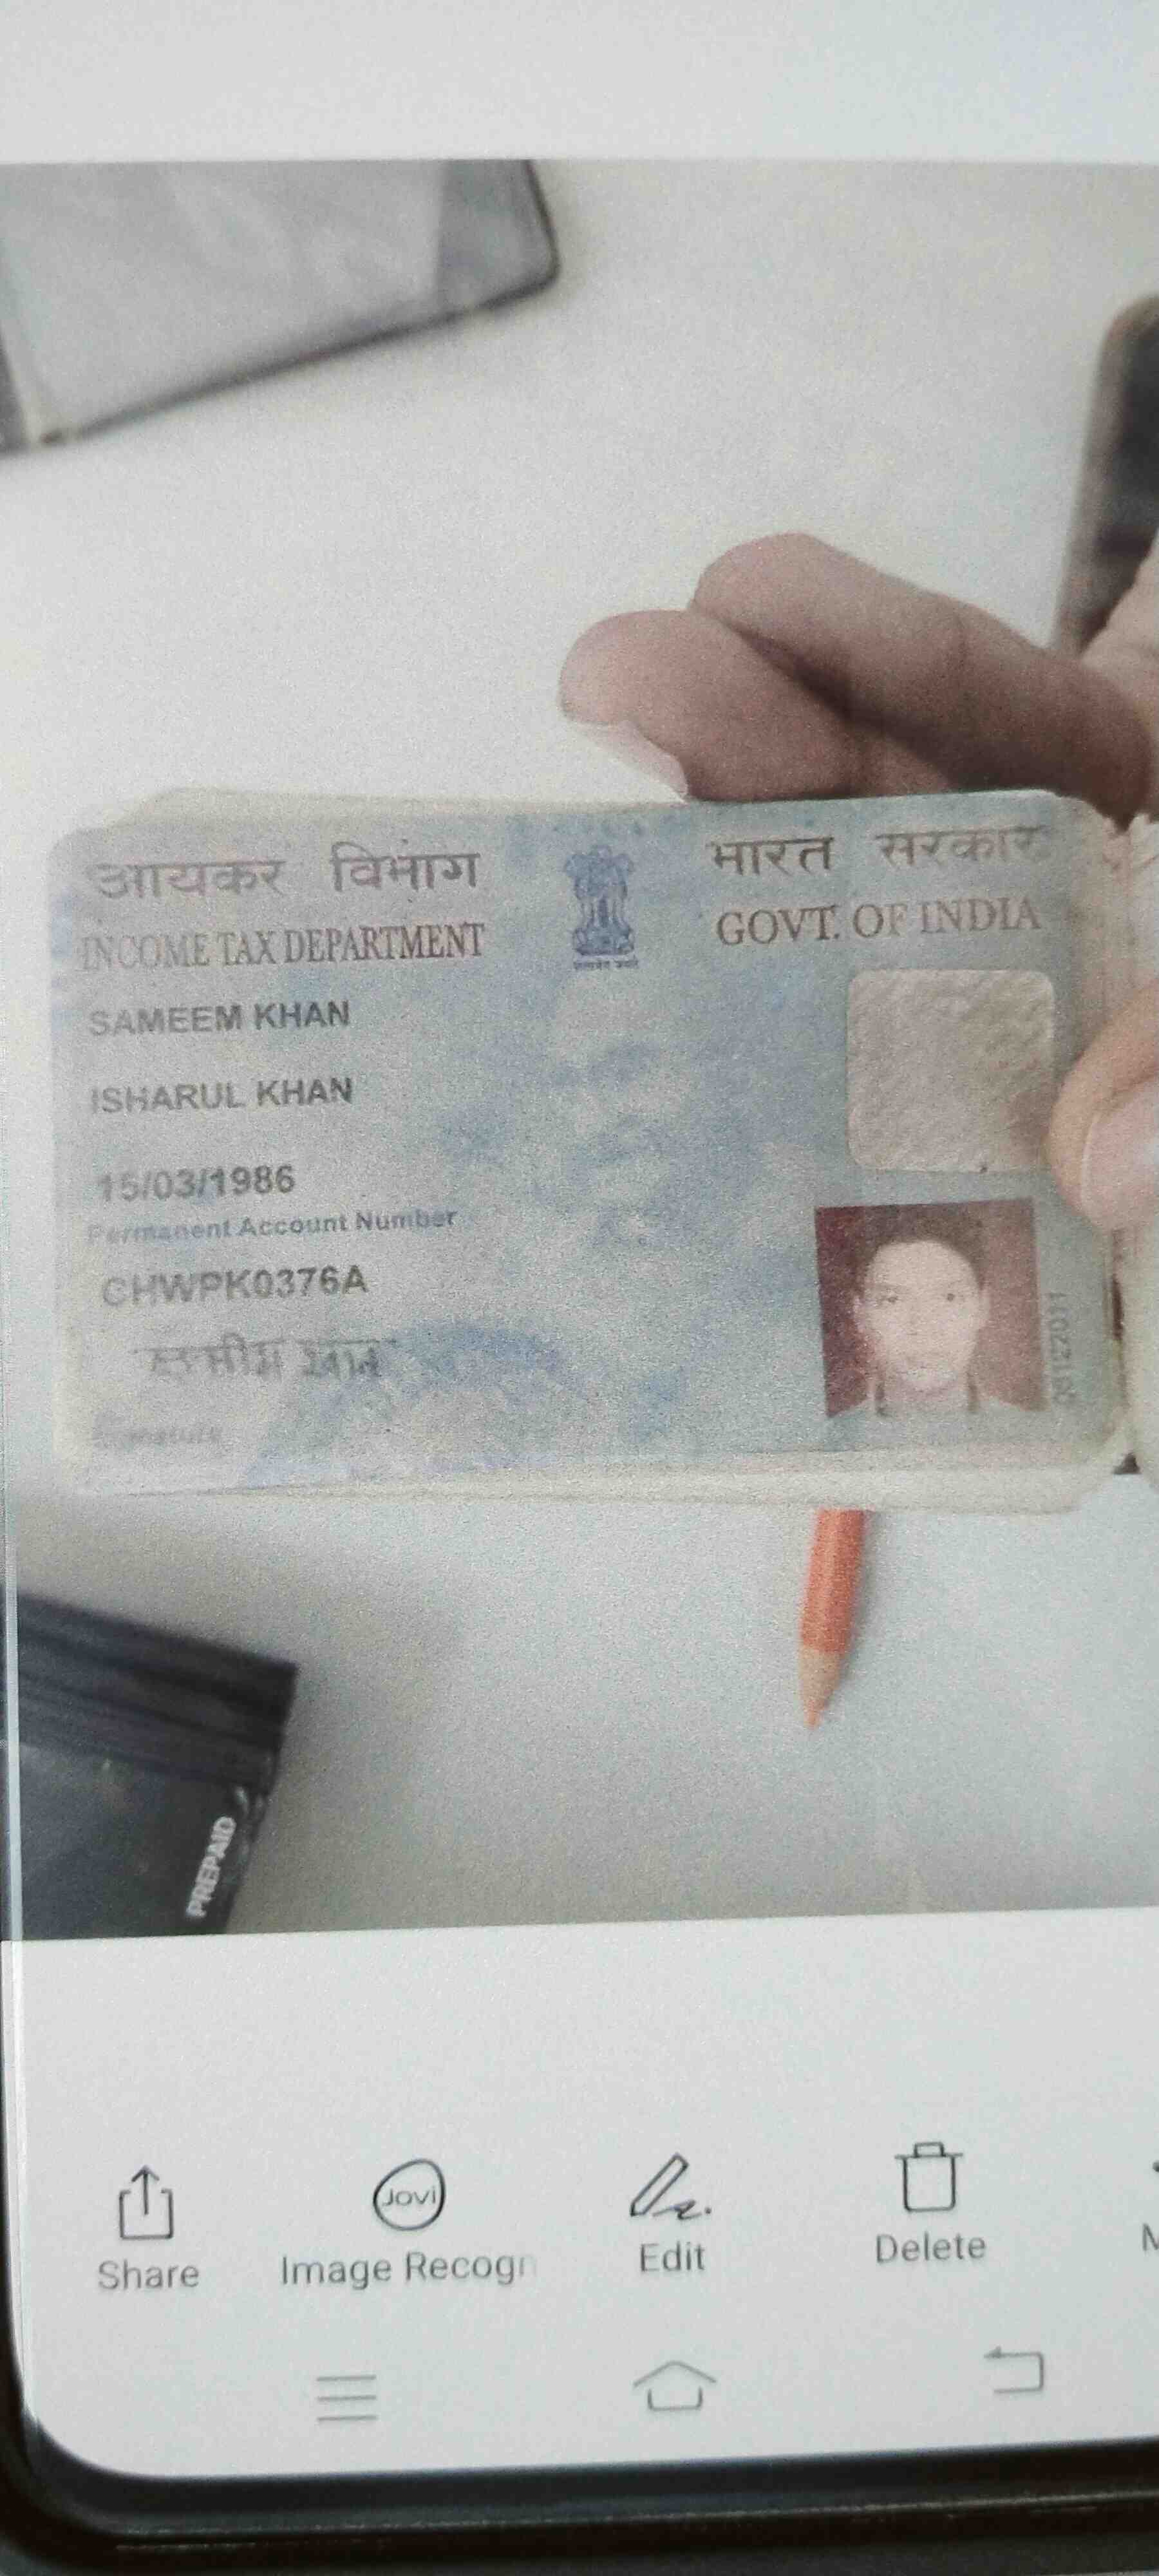 आयकर विभाग
INCOME TAX DEPARTMENT
भारत सरकार
GOVT. OF INDIA
सत्यमेव जयते
SAMEEM KHAN
ISHARUL KHAN
15/03/1986
Permanent Account Number
CHWPK0376A
समीम खान
Signature
PREPAID
Share
Jovi
Image Recogn
Edit
Delete